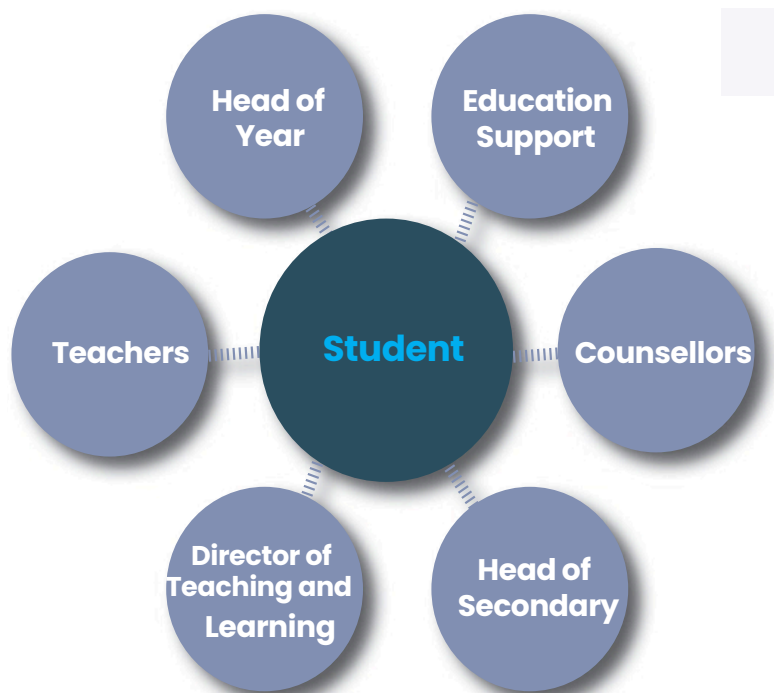 Head of
Year
Education
Support
Teachers
Student
Counsellors
Director of
Teaching and
Learning
Head of
Secondary